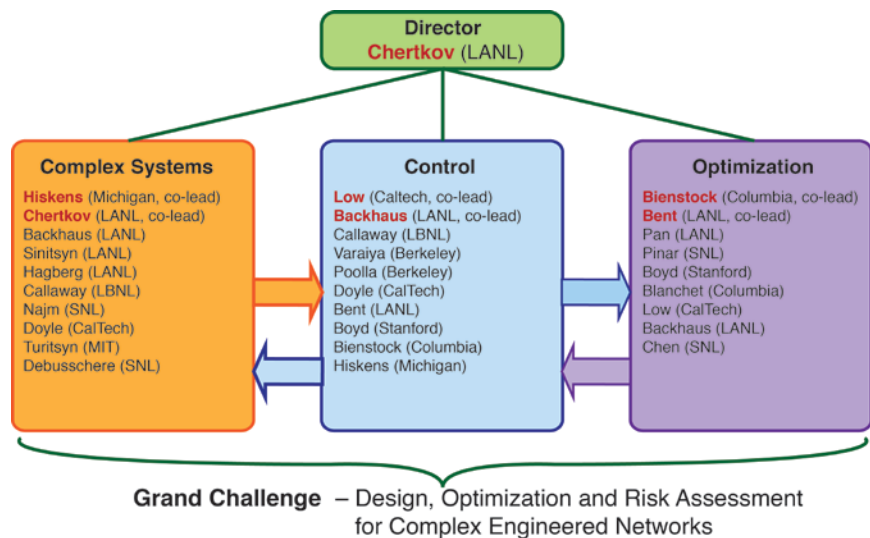 Director
Chertkov (LANL)
Complex Systems
Hiskens (Michigan, co-lead)
Chertkov (LANL, co-lead)
Backhaus (LANL)
Sinitsyn (LANL)
Hagberg (LANL)
Callaway (LBNL)
Najm (SNL)
Doyle (CalTech)
Turitsyn (MIT)
Debusschere (SNL)
Control
Low (Caltech, co-lead)
Backhaus (LANL, co-lead)
Callaway (LBNL)
Varaiya (Berkeley)
Poolla (Berkeley)
Doyle (CalTech)
Bent (LANL)
Boyd (Stanford)
Bienstock (Columbia)
Hiskens (Michigan)
Optimization
Bienstock (Columbia, co-lead)
Bent (LANL, co-lead)
Pan (LANL)
Pinar (SNL)
Boyd (Stanford)
Blanchet (Columbia)
Low (CalTech)
Backhaus (LANL)
Chen (SNL)
Grand Challenge – Design, Optimization and Risk Assessment
for Complex Engineered Networks